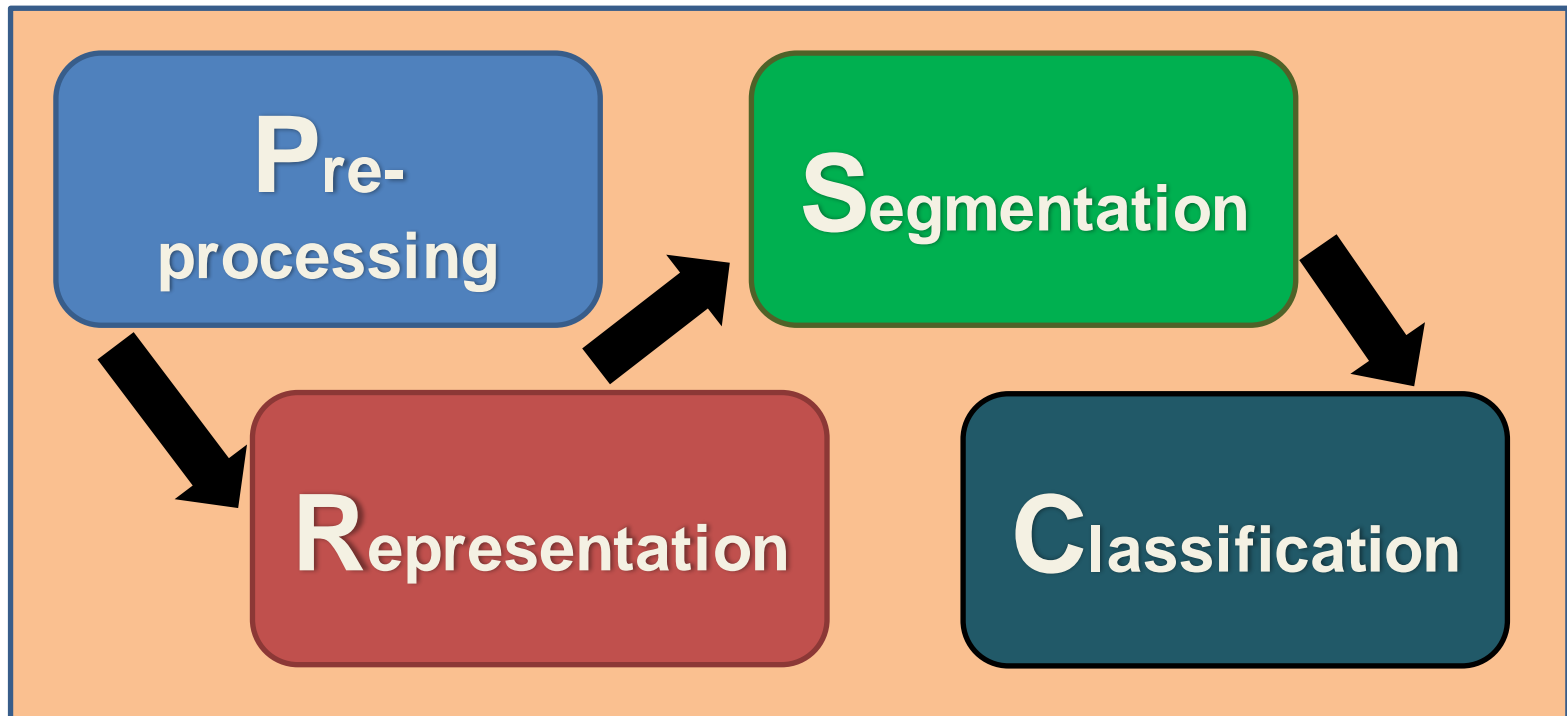 Pre-
processing
Representation
Segmentation
Classification